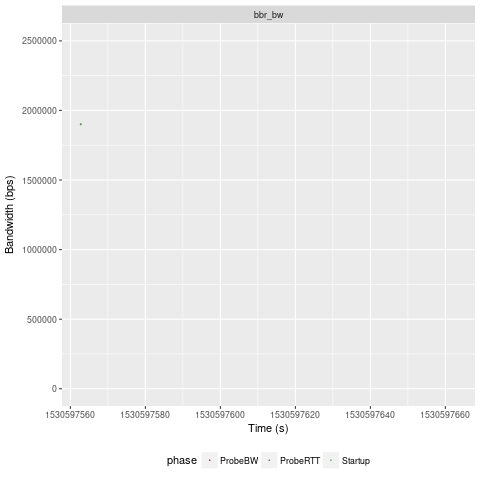 bbr_bw
2500000
2000000
1500000
1000000
500000
0
Bandwidth (bps)
1530597560 1530597580 1530597600 1530597620 1530597640 1530597660
Time (s)
phase ProbeBW ProbeRTT Startup